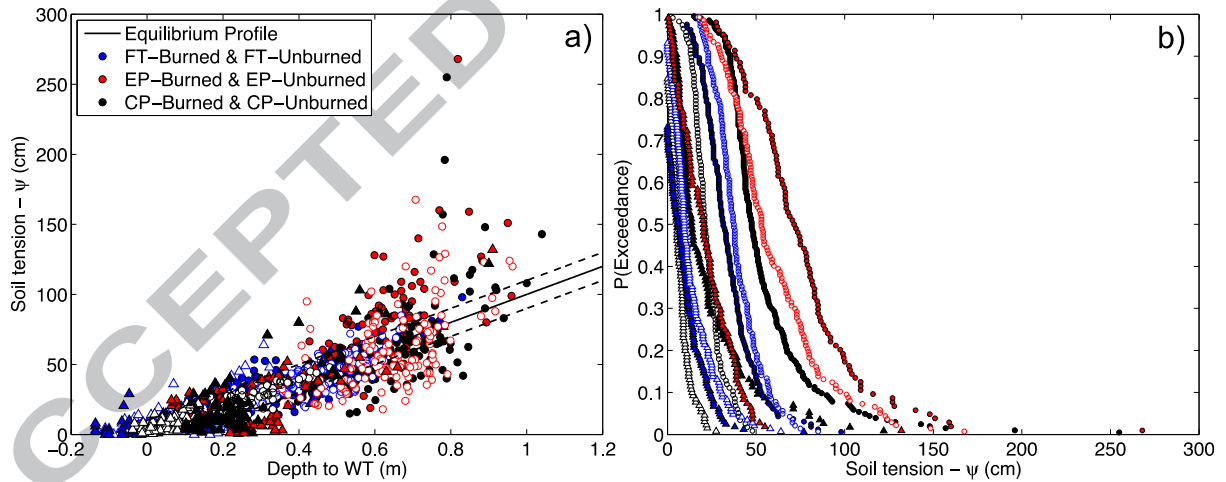 CCEPTED
a)
Equilibrium Profile
FT−Burned & FT−Unburned
EP−Burned & EP−Unburned
CP−Burned & CP−Unburned
300
250
200
150
100
50
0
Soil tension − ψ (cm)
−0.2 0 0.2 0.4 0.6 0.8 1 1.2
Depth to WT (m)
b)
1
0.9
0.8
0.7
0.6
0.5
0.4
0.3
0.2
0.1
0
P(Exceedance)
0 50 100 150 200 250 300
Soil tension − ψ (cm)